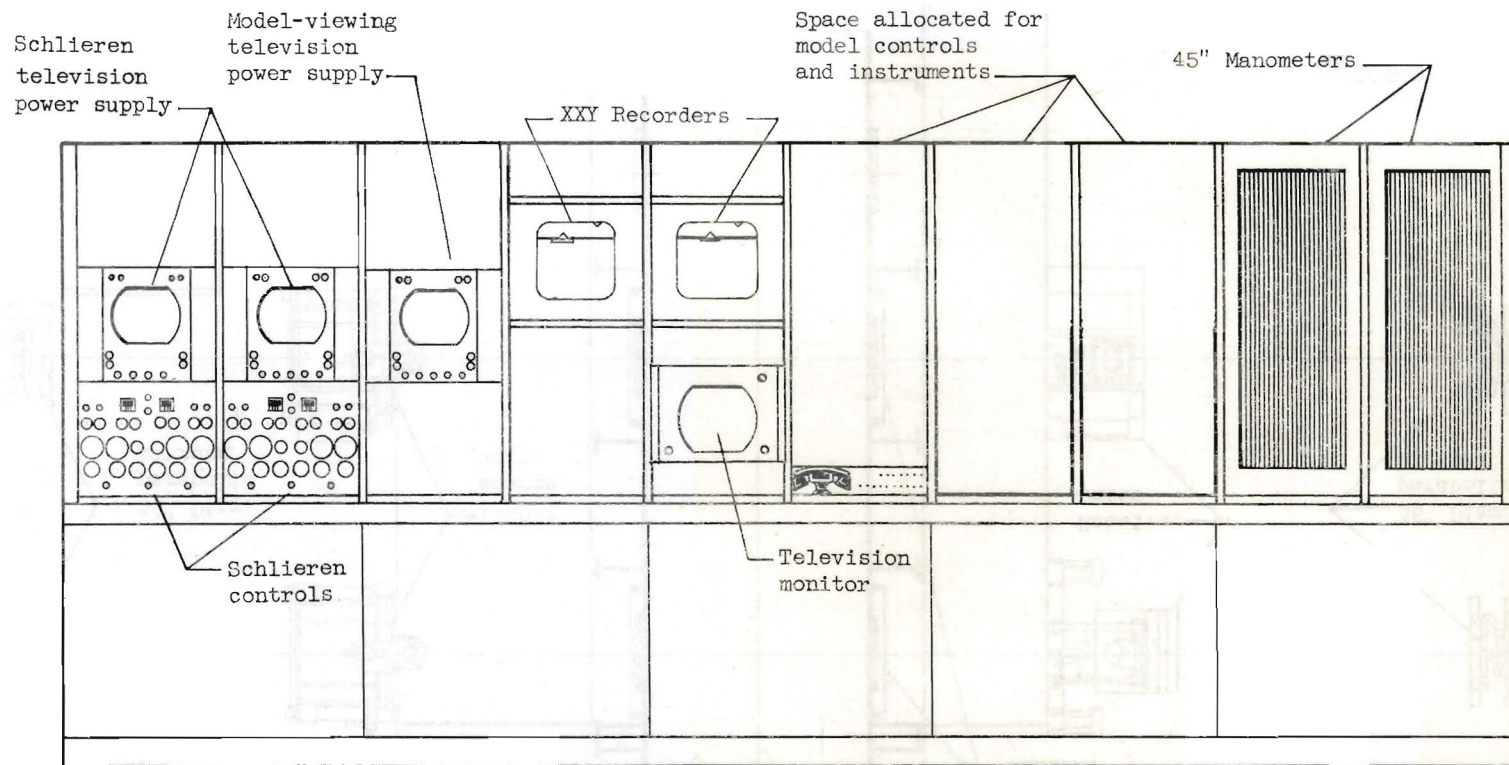 Schlieren
television
power supply
Model-viewing
television
power supply
XXY Recorders
Space allocated for
model controls
and instruments
45" Manometers
Schlieren
controls
Television
monitor